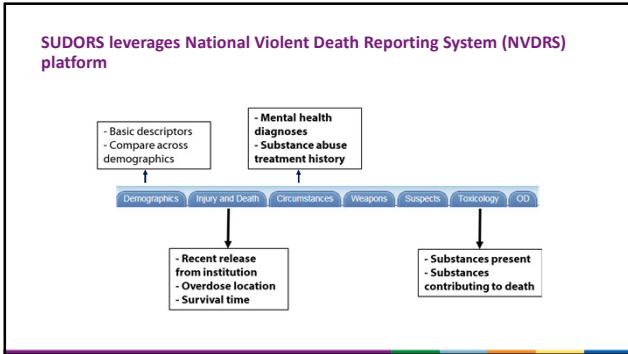 SUDORS leverages National Violent Death Reporting System (NVDRS)
platform
- Basic descriptors
- Compare across
demographics
- Mental health
diagnoses
- Substance abuse
treatment history
Demographics
Injury and Death
Circumstances
Weapons
Suspects
Toxicology
OD
- Recent release
from institution
- Overdose location
- Survival time
- Substances present
- Substances
contributing to death